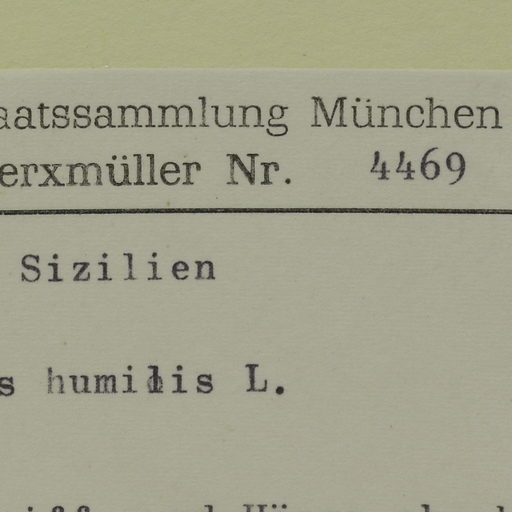 aatssammlung München
erxmüller Nr. 4469
Sizilien
s humilis L.